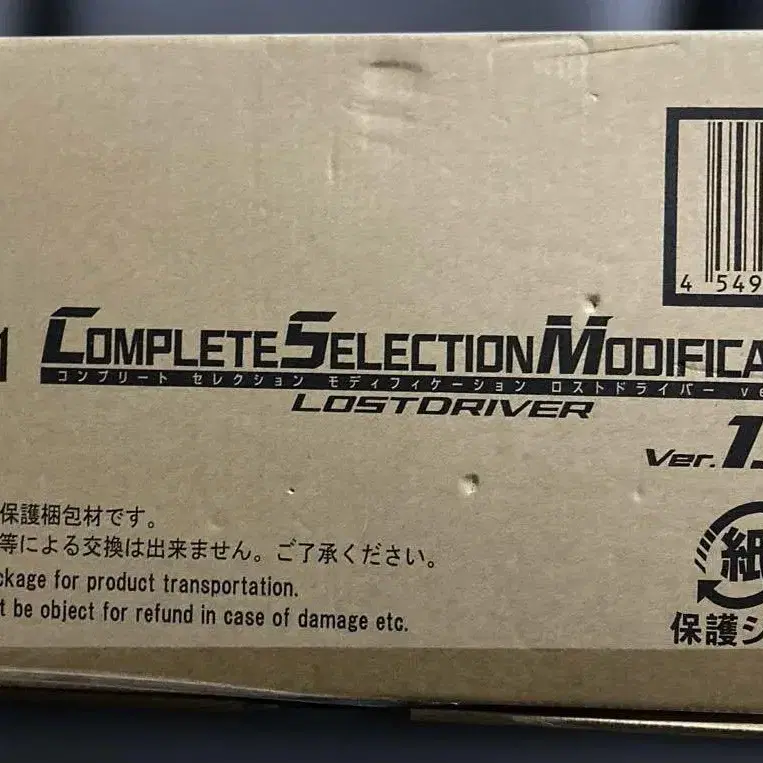 4 549
COMPLETE SELECTION MODIFICA
コンプリート セレクション モディフィケーション ロストドライバー ve
LOSTDRIVER
Ver.1
保護梱包材です。
等による交換は出来ません。ご了承ください。
ckage for product transportation.
t be object for refund in case of damage etc.
紙
保護シ